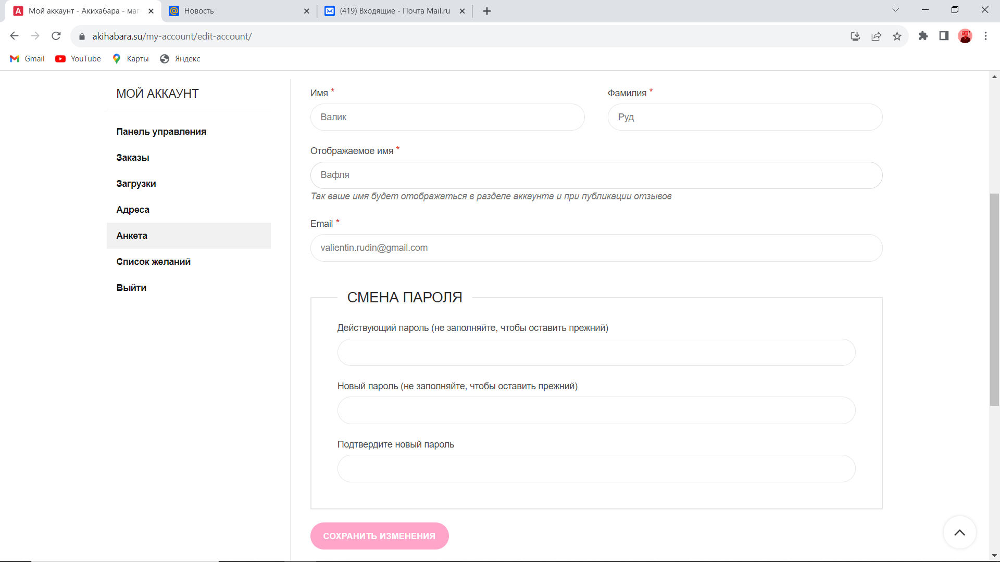 Мой аккаунт - Акихабара - маг
Новость
(419) Входящие - Почта Mail.ru
akihabara.su/my-account/edit-account/
Gmail
YouTube
Карты
Яндекс
МОЙ АККАУНТ
Панель управления
Заказы
Загрузки
Адреса
Анкета
Список желаний
Выйти
Имя *
Фамилия *
Валик
Руд
Отображаемое имя *
Вафля
Так ваше имя будет отображаться в разделе аккаунта и при публикации отзывов
Email *
valientin.rudin@gmail.com
СМЕНА ПАРОЛЯ
Действующий пароль (не заполняйте, чтобы оставить прежний)
Новый пароль (не заполняйте, чтобы оставить прежний)
Подтвердите новый пароль
СОХРАНИТЬ ИЗМЕНЕНИЯ